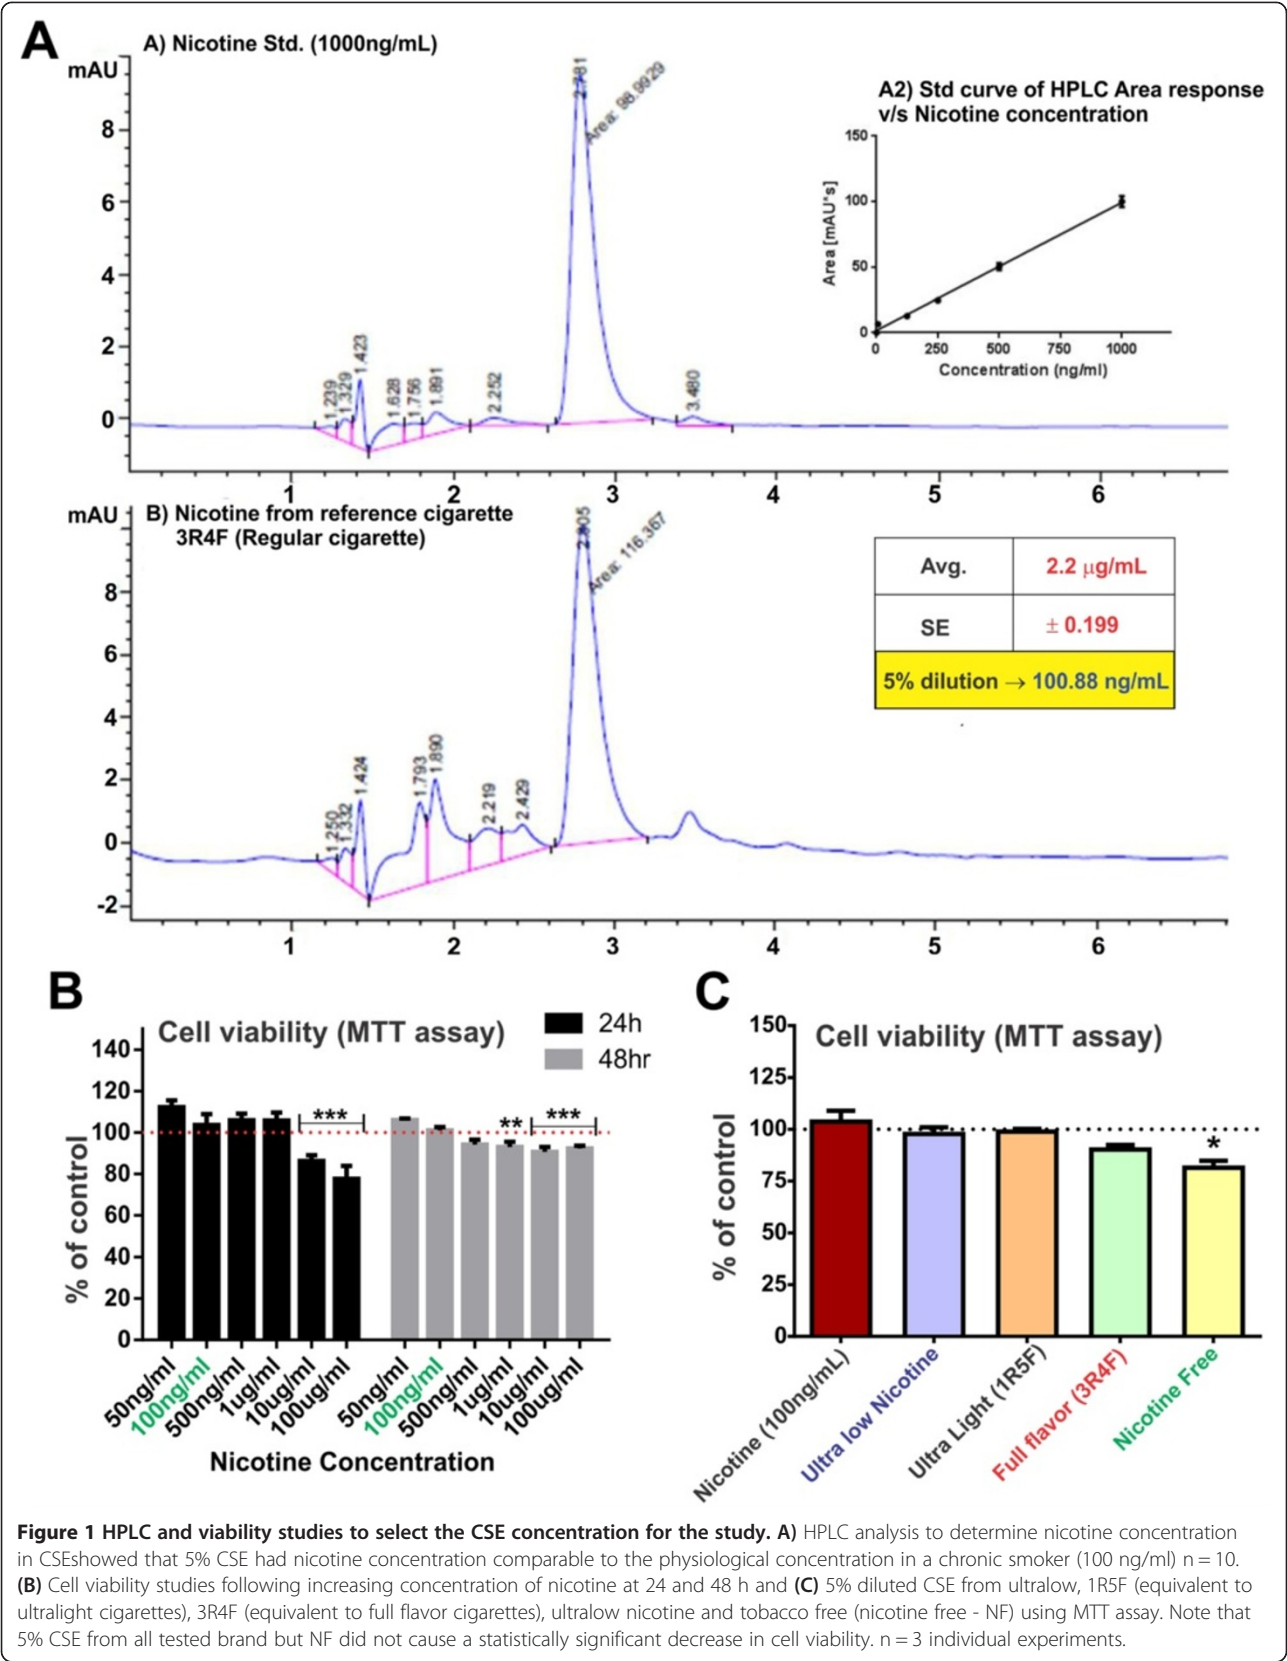 A
A) Nicotine Std. (1000ng/mL)
mAU
8
6
4
2
0
1.239
1.329
1.423
1.628
1.756
1.891
2.252
2.781
Area: 98.9929
3.480
1
2
3
4
5
6
A2) Std curve of HPLC Area response
v/s Nicotine concentration
Area [mAU*s]
150
100
50
0
0
250
500
750
1000
Concentration (ng/ml)
B) Nicotine from reference cigarette
3R4F (Regular cigarette)
mAU
8
6
4
2
0
-2
1.250
1.332
1.424
1.793
1.890
2.219
2.429
2.805
Area: 116.367
1
2
3
4
5
6
Avg. 2.2 µg/mL
SE ± 0.199
5% dilution → 100.88 ng/mL
B
Cell viability (MTT assay)
24h
48hr
% of control
140
120
100
80
60
40
20
0
***
**
***
50ng/ml
100ng/ml
500ng/ml
1ug/ml
10ug/ml
100ug/ml
50ng/ml
100ng/ml
500ng/ml
1ug/ml
10ug/ml
100ug/ml
Nicotine Concentration
C
Cell viability (MTT assay)
% of control
150
125
100
75
50
25
0
*
Nicotine (100ng/mL)
Ultra low Nicotine
Ultra Light (1R5F)
Full flavor (3R4F)
Nicotine Free
Figure 1 HPLC and viability studies to select the CSE concentration for the study. A) HPLC analysis to determine nicotine concentration
in CSEshowed that 5% CSE had nicotine concentration comparable to the physiological concentration in a chronic smoker (100 ng/ml) n = 10.
(B) Cell viability studies following increasing concentration of nicotine at 24 and 48 h and (C) 5% diluted CSE from ultralow, 1R5F (equivalent to
ultralight cigarettes), 3R4F (equivalent to full flavor cigarettes), ultralow nicotine and tobacco free (nicotine free - NF) using MTT assay. Note that
5% CSE from all tested brand but NF did not cause a statistically significant decrease in cell viability. n = 3 individual experiments.